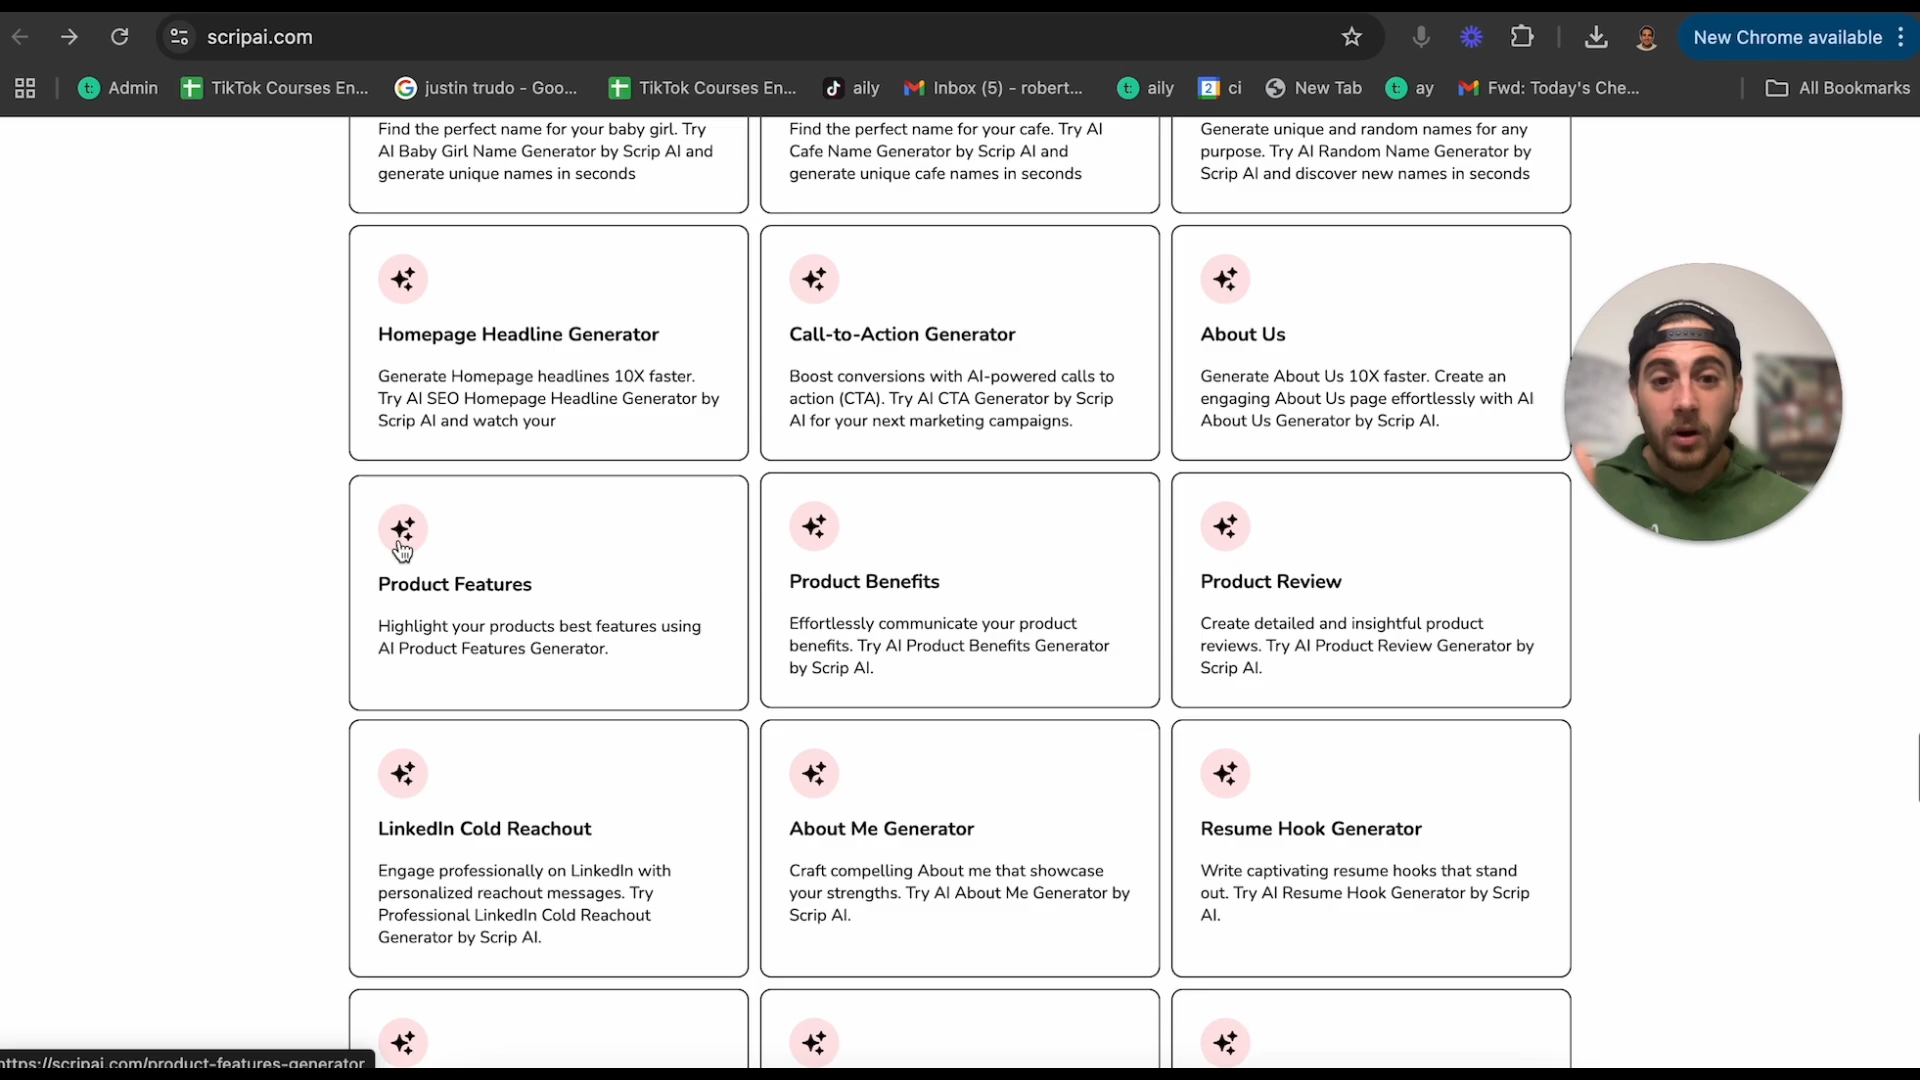 scripai.com
New Chrome available
Admin
TikTok Courses En...
justin trudo - Goo...
TikTok Courses En...
aily
Inbox (5) - robert...
aily
2
ci
New Tab
ay
Fwd: Today's Che...
All Bookmarks
Find the perfect name for your baby girl. Try
AI Baby Girl Name Generator by Scrip AI and
generate unique names in seconds
Find the perfect name for your cafe. Try AI
Cafe Name Generator by Scrip AI and
generate unique cafe names in seconds
Generate unique and random names for any
purpose. Try AI Random Name Generator by
Scrip AI and discover new names in seconds
Homepage Headline Generator
Generate Homepage headlines 10X faster.
Try AI SEO Homepage Headline Generator by
Scrip AI and watch your
Call-to-Action Generator
Boost conversions with AI-powered calls to
action (CTA). Try AI CTA Generator by Scrip
AI for your next marketing campaigns.
About Us
Generate About Us 10X faster. Create an
engaging About Us page effortlessly with AI
About Us Generator by Scrip AI.
Product Features
Highlight your products best features using
AI Product Features Generator.
Product Benefits
Effortlessly communicate your product
benefits. Try AI Product Benefits Generator
by Scrip AI.
Product Review
Create detailed and insightful product
reviews. Try AI Product Review Generator by
Scrip AI.
LinkedIn Cold Reachout
Engage professionally on LinkedIn with
personalized reachout messages. Try
Professional LinkedIn Cold Reachout
Generator by Scrip AI.
About Me Generator
Craft compelling About me that showcase
your strengths. Try AI About Me Generator by
Scrip AI.
Resume Hook Generator
Write captivating resume hooks that stand
out. Try AI Resume Hook Generator by Scrip
AI.
https://scripai.com/product-features-generator